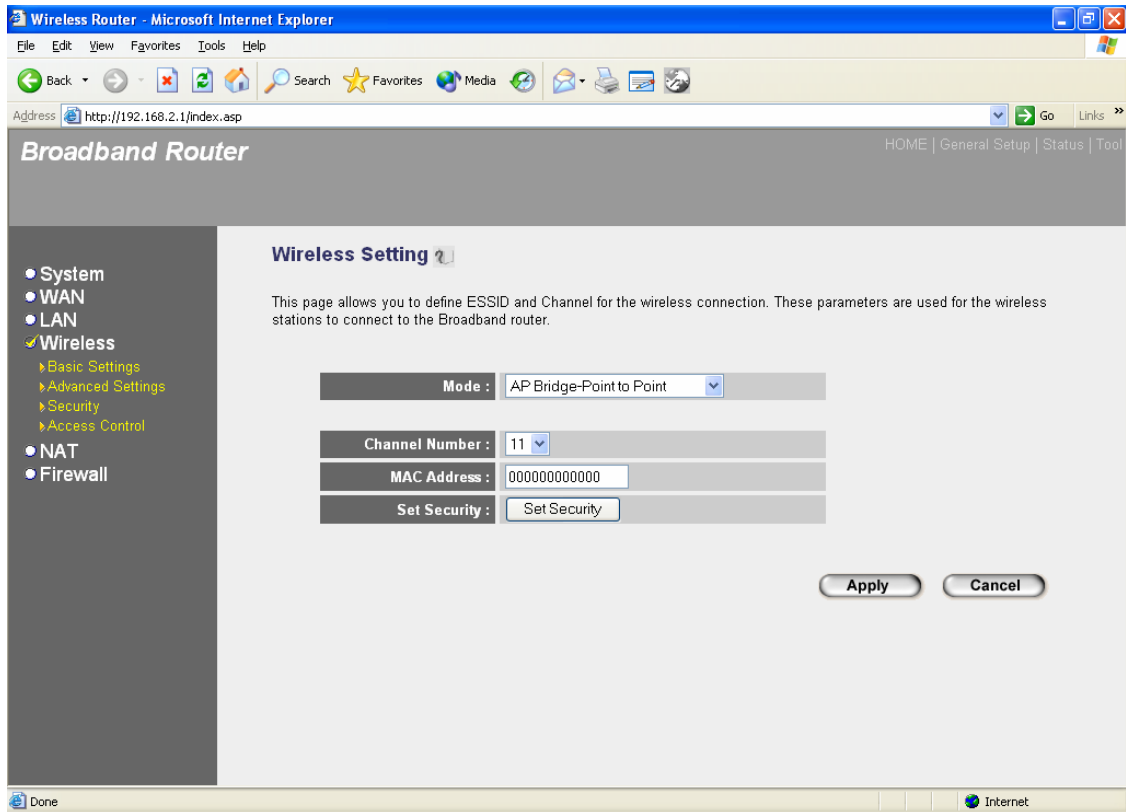 Wireless Router - Microsoft Internet Explorer
File Edit View Favorites Tools Help
Back Search Favorites Media
Address http://192.168.2.1/index.asp Go Links »
Broadband Router
HOME | General Setup | Status | Tool
System
WAN
LAN
Wireless
Basic Settings
Advanced Settings
Security
Access Control
NAT
Firewall
Wireless Setting
This page allows you to define ESSID and Channel for the wireless connection. These parameters are used for the wireless
stations to connect to the Broadband router.
Mode : AP Bridge-Point to Point
Channel Number : 11
MAC Address : 000000000000
Set Security : Set Security
Apply Cancel
Done Internet